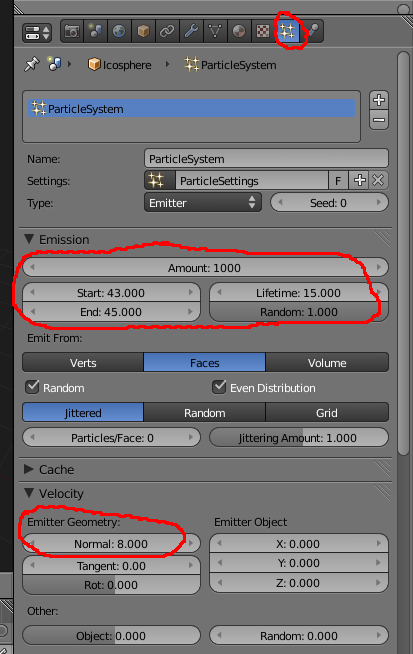 Icosphere ParticleSystem
ParticleSystem
Name: ParticleSystem
Settings: ParticleSettings F
Type: Emitter Seed: 0
Emission
Amount: 1000
Start: 43.000 Lifetime: 15.000
End: 45.000 Random: 1.000
Emit From:
Verts Faces Volume
Random Even Distribution
Jittered Random Grid
Particles/Face: 0 Jittering Amount: 1.000
Cache
Velocity
Emitter Geometry: Emitter Object
Normal: 8.000 X: 0.000
Tangent: 0.00 Y: 0.000
Rot: 0.000 Z: 0.000
Other:
Object: 0.000 Random: 0.000